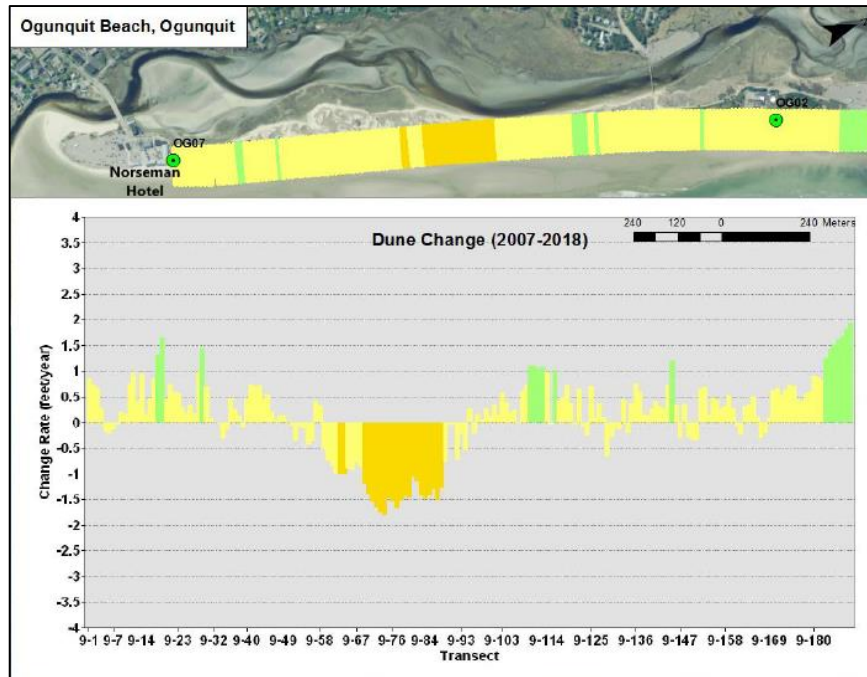 Ogunquit Beach, Ogunquit
OG02
OG07
Norseman
Hotel
Dune Change (2007-2018)
240 120 0 240 Meters
Change Rate (feet/year)
4
3.5
3
2.5
2
1.5
1
0.5
0
-0.5
-1
-1.5
-2
-2.5
-3
-3.5
-4
9-1 9-7 9-14 9-23 9-32 9-40 9-49 9-58 9-67 9-76 9-84 9-93 9-103 9-114 9-125 9-136 9-147 9-158 9-169 9-180
Transect